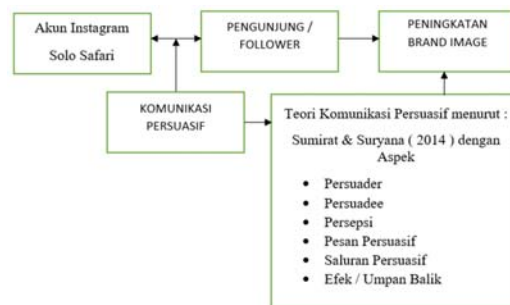 Akun Instagram
Solo Safari
PENGUNJUNG /
FOLLOWER
PENINGKATAN
BRAND IMAGE
KOMUNIKASI
PERSUASIF
Teori Komunikasi Persuasif menurut :
Sumirat & Suryana ( 2014 ) dengan
Aspek
• Persuader
• Persuadee
• Persepsi
• Pesan Persuasif
• Saluran Persuasif
• Efek / Umpan Balik